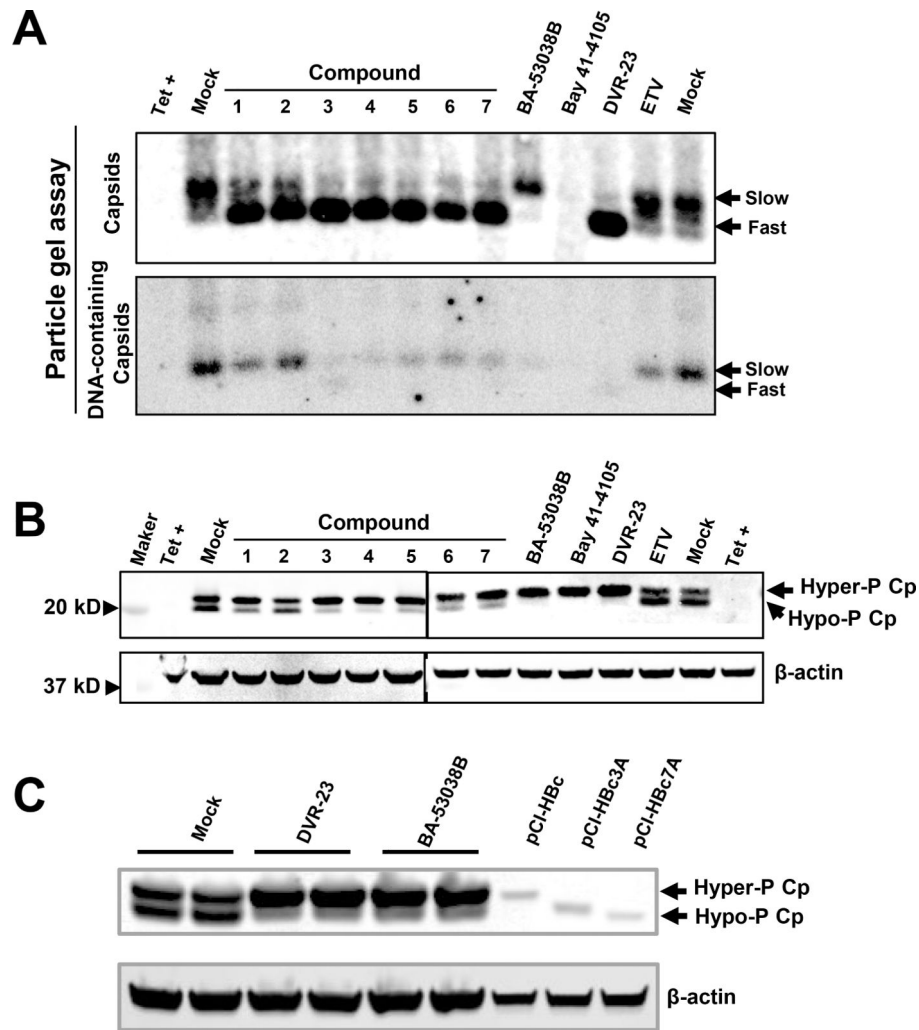 A
Tet +
Mock
Compound
1 2 3 4 5 6 7
BA-53038B
Bay 41-4105
DVR-23
ETV
Mock
Particle gel assay
Capsids
Slow
Fast
DNA-containing
Capsids
Slow
Fast
B
Maker
Tet +
Mock
Compound
1 2 3 4 5 6 7
BA-53038B
Bay 41-4105
DVR-23
ETV
Mock
Tet +
20 kD
Hyper-P Cp
Hypo-P Cp
37 kD
β-actin
C
Mock
DVR-23
BA-53038B
pCI-HBc
pCI-HBc3A
pCI-HBc7A
Hyper-P Cp
Hypo-P Cp
β-actin